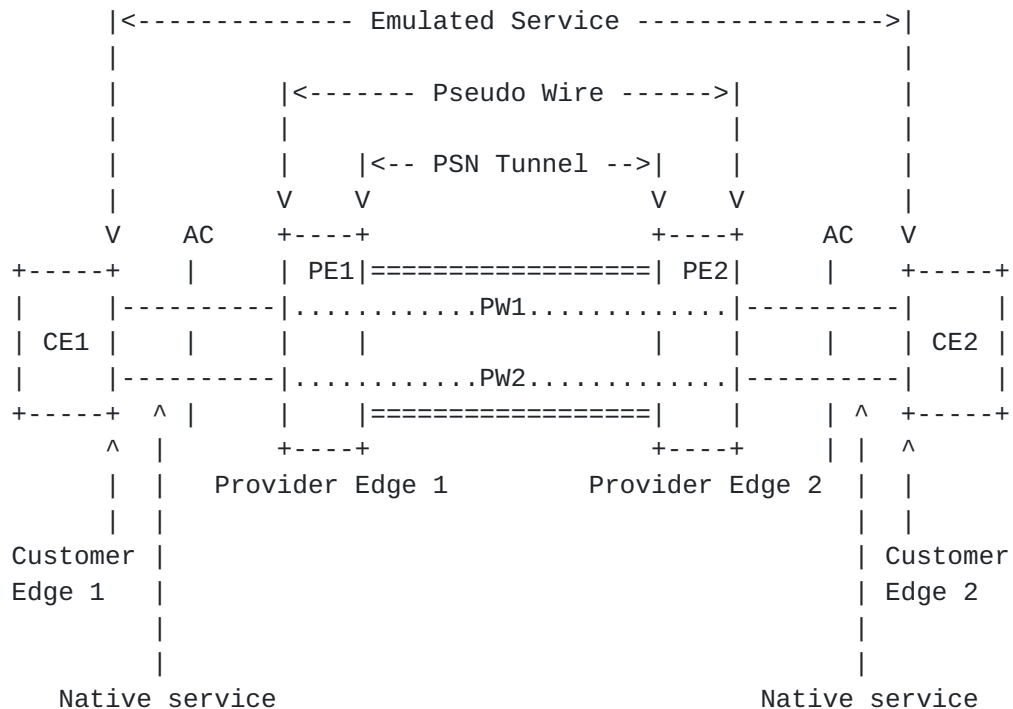 |<-------------- Emulated Service ---------------->|
|                                                  |
|          |<------- Pseudo Wire ------>|          |
|          |                            |          |
|          |    |<-- PSN Tunnel -->|    |          |
|          V    V                  V    V          |
V    AC    +----+                  +----+     AC   V
+-----+    |     | PE1|==================| PE2|     |    +-----+
|     |----------|............PW1.............|----------|     |
| CE1 |    |     |    |                  |    |     |    | CE2 |
|     |----------|............PW2.............|----------|     |
+-----+  ^ |     |    |==================|    |     | ^  +-----+
^  |       +----+                  +----+     | |  ^
|  |   Provider Edge 1         Provider Edge 2  |  |
|  |                                            |  |
Customer |                                            | Customer
Edge 1   |                                            | Edge 2
|                                            |
|                                            |
Native service                               Native service